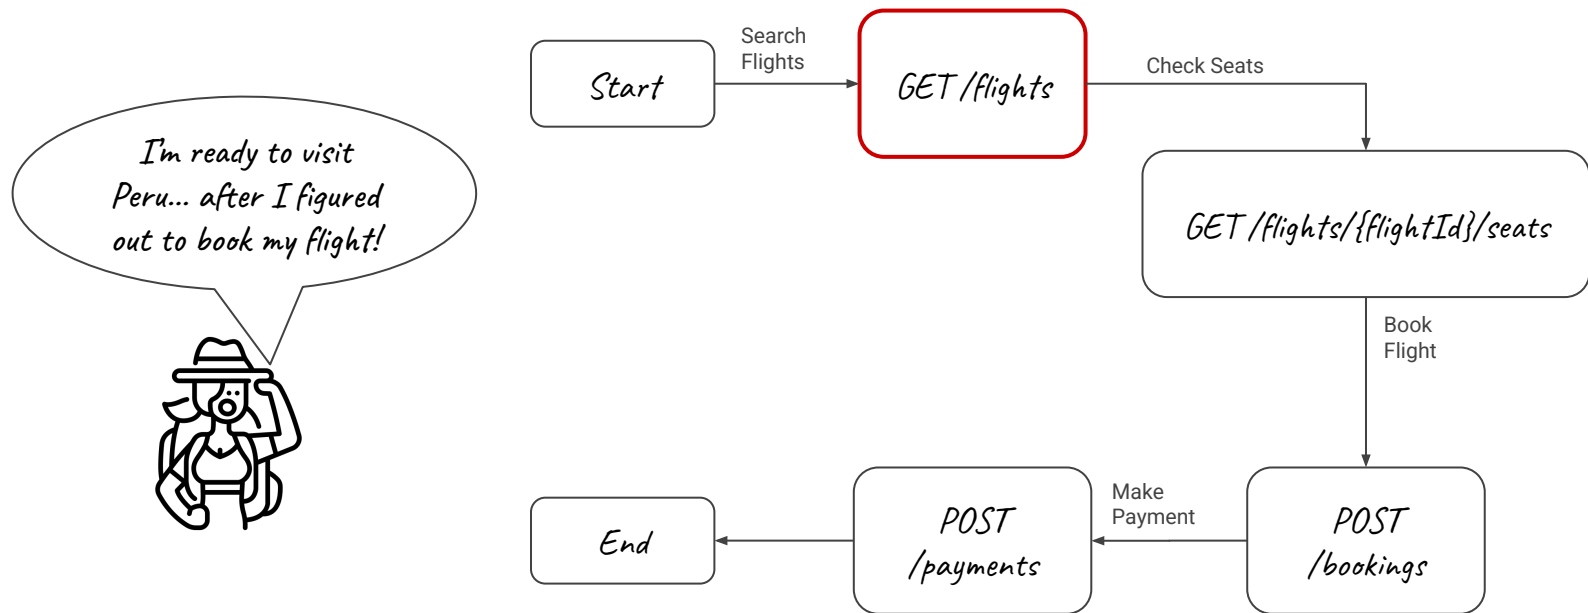 I'm ready to visit
Peru... after I figured
out to book my flight!
Start
Search
Flights
GET /flights
Check Seats
GET /flights/{flightId}/seats
Book
Flight
POST
/bookings
Make
Payment
POST
/payments
End